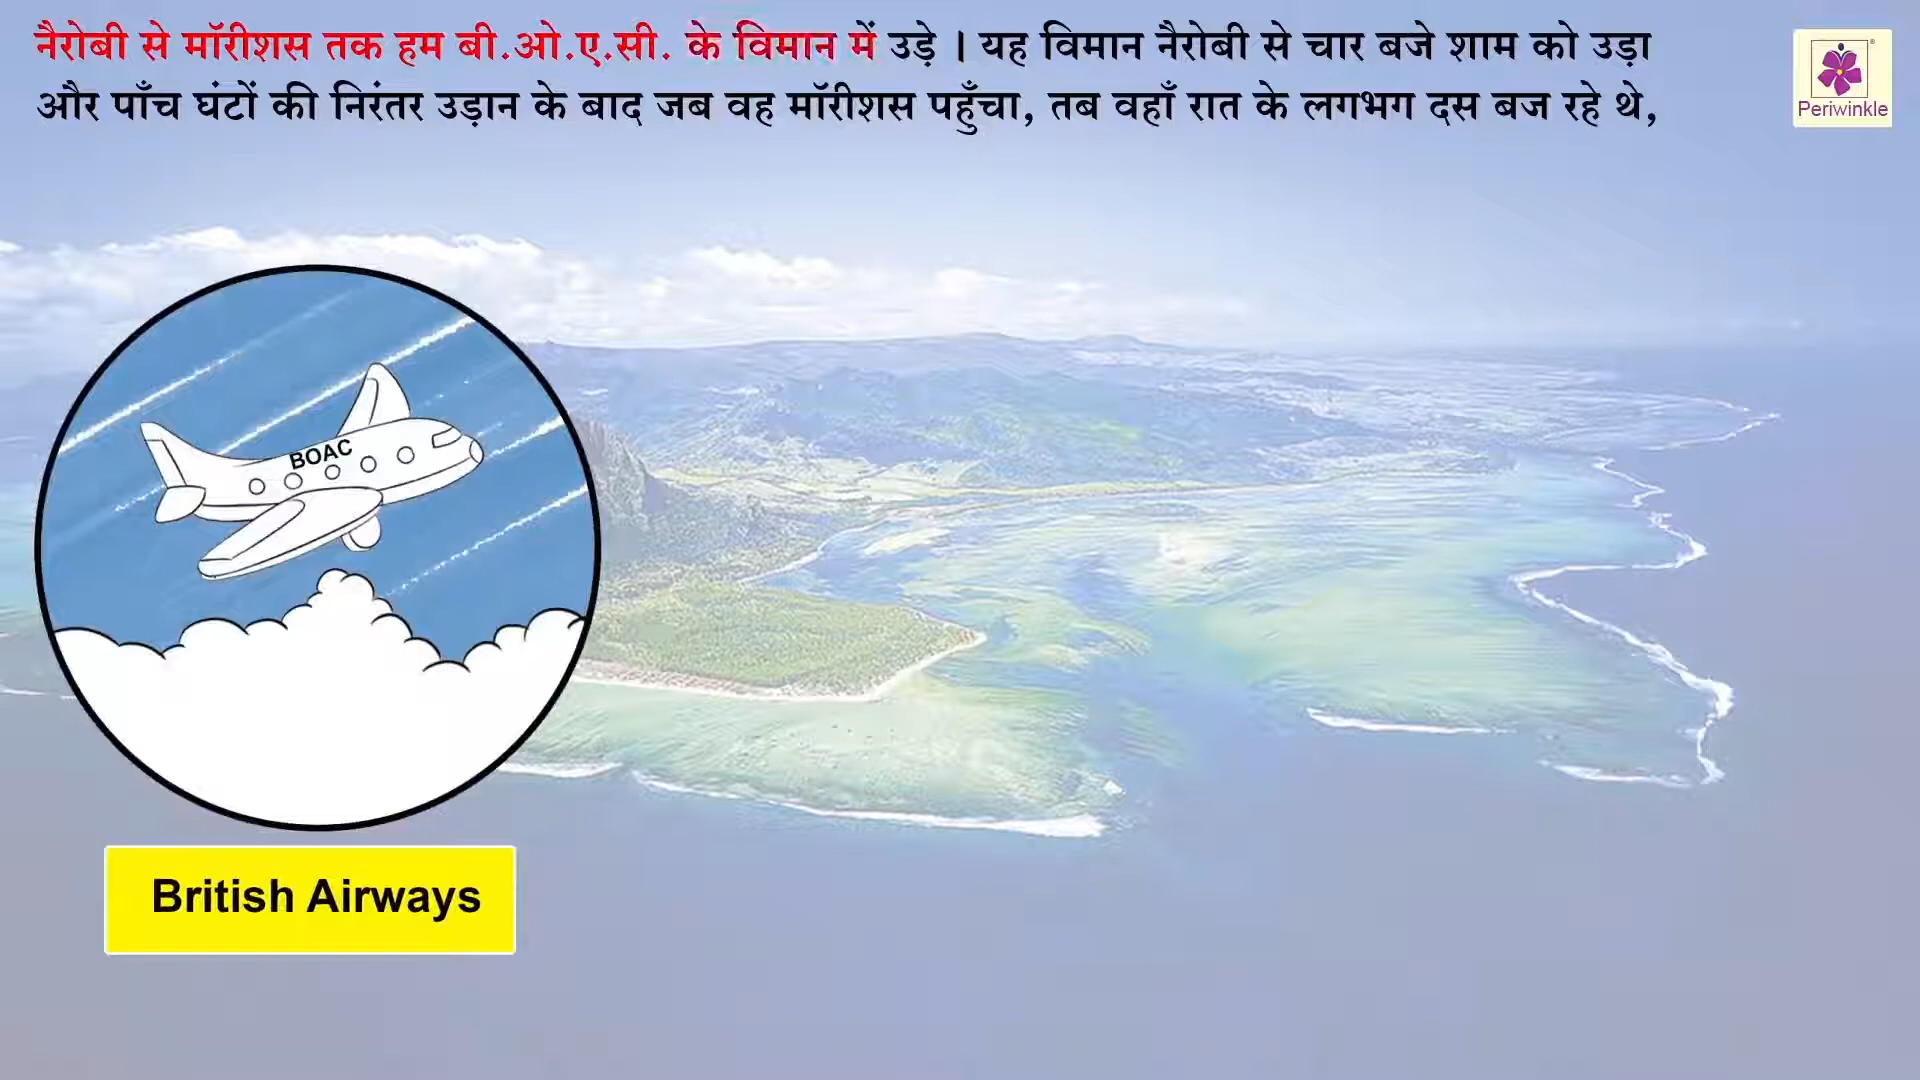 नैरोबी से मॉरीशस तक हम बी.ओ.ए.सी. के विमान में उड़े । यह विमान नैरोबी से चार बजे शाम को उड़ा
और पाँच घंटों की निरंतर उड़ान के बाद जब वह मॉरीशस पहुँचा, तब वहाँ रात के लगभग दस बज रहे थे,
Periwinkle
BOAC
British Airways